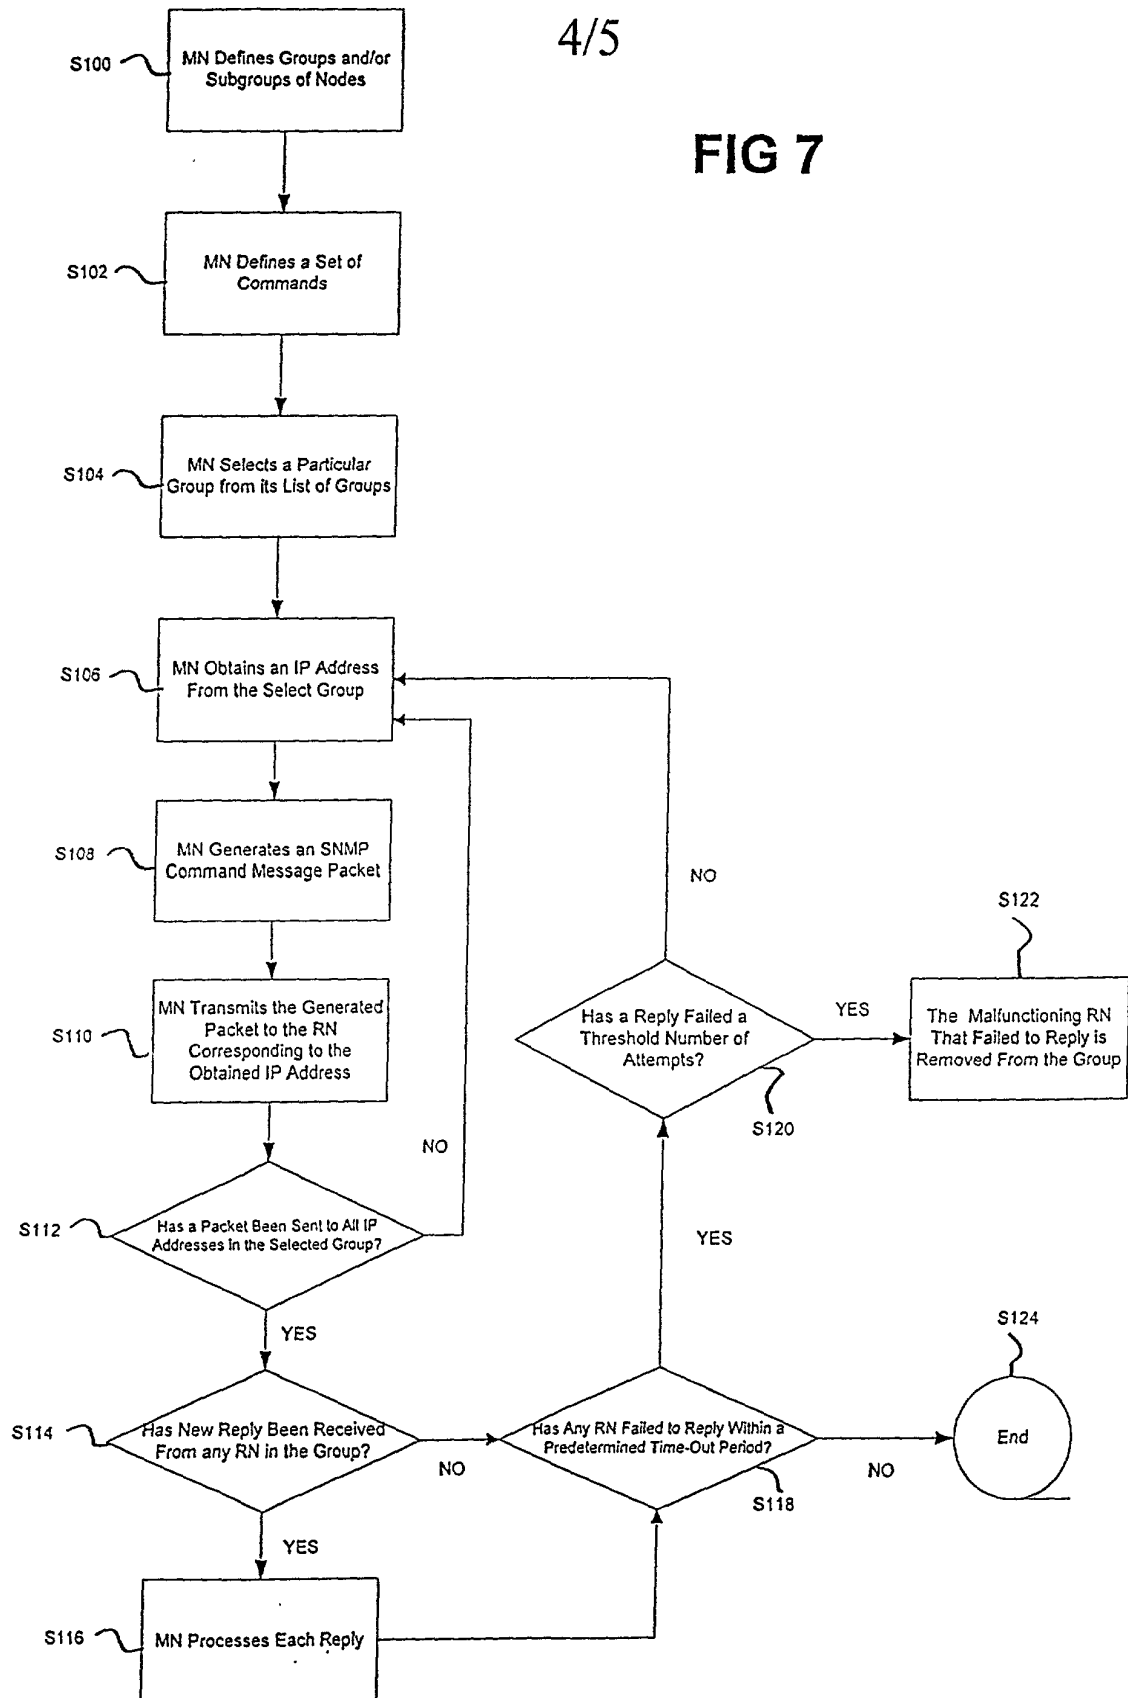 4/5
FIG 7
S100
MN Defines Groups and/or
Subgroups of Nodes
S102
MN Defines a Set of
Commands
S104
MN Selects a Particular
Group from its List of Groups
S106
MN Obtains an IP Address
From the Select Group
S108
MN Generates an SNMP
Command Message Packet
S110
MN Transmits the Generated
Packet to the RN
Corresponding to the
Obtained IP Address
S112
Has a Packet Been Sent to All IP
Addresses in the Selected Group?
NO
YES
S114
Has New Reply Been Received
From any RN in the Group?
NO
YES
S116
MN Processes Each Reply
Has Any RN Failed to Reply Within a
Predetermined Time-Out Period?
S118
YES
NO
S124
End
Has a Reply Failed a
Threshold Number of
Attempts?
S120
NO
YES
S122
The Malfunctioning RN
That Failed to Reply is
Removed From the Group